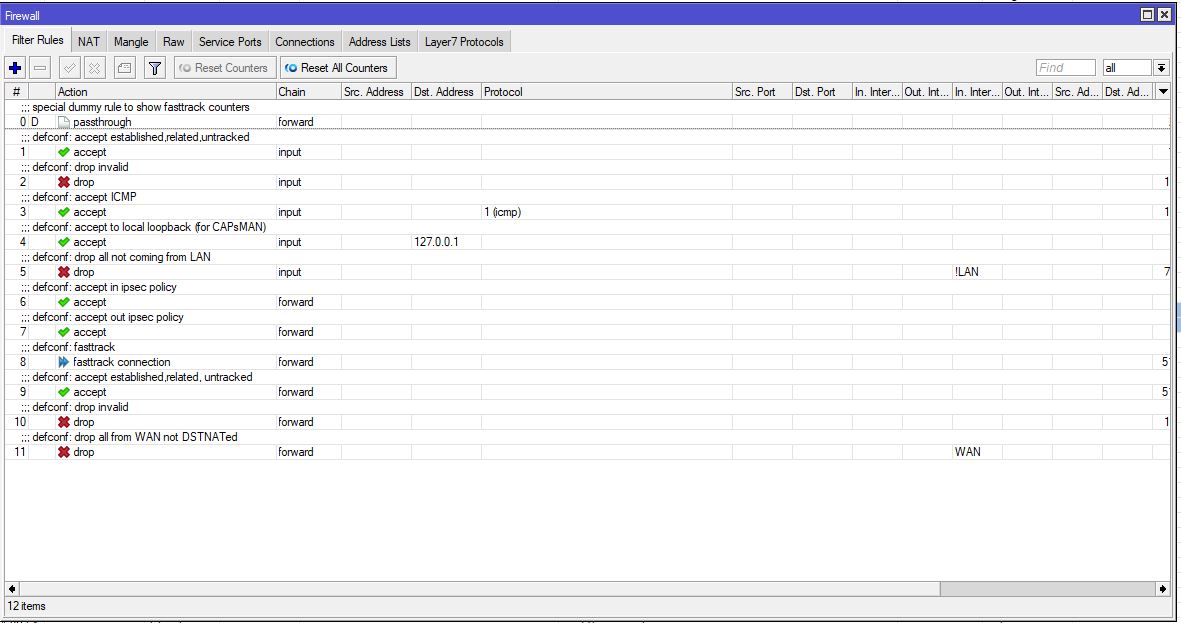 Firewall
Filter Rules NAT Mangle Raw Service Ports Connections Address Lists Layer7 Protocols
Reset Counters Reset All Counters Find all
# Action Chain Src. Address Dst. Address Protocol Src. Port Dst. Port In. Inter... Out. Int... In. Inter... Out. Int... Src. Ad... Dst. Ad...
;;; special dummy rule to show fasttrack counters
0 D passthrough forward
;;; defconf: accept established,related,untracked
1 accept input
;;; defconf: drop invalid
2 drop input 1
;;; defconf: accept ICMP
3 accept input 1 (icmp) 1
;;; defconf: accept to local loopback (for CAPsMAN)
4 accept input 127.0.0.1
;;; defconf: drop all not coming from LAN
5 drop input !LAN 7
;;; defconf: accept in ipsec policy
6 accept forward
;;; defconf: accept out ipsec policy
7 accept forward
;;; defconf: fasttrack
8 fasttrack connection forward 5
;;; defconf: accept established,related, untracked
9 accept forward 5
;;; defconf: drop invalid
10 drop forward 1
;;; defconf: drop all from WAN not DSTNATed
11 drop forward WAN
12 items